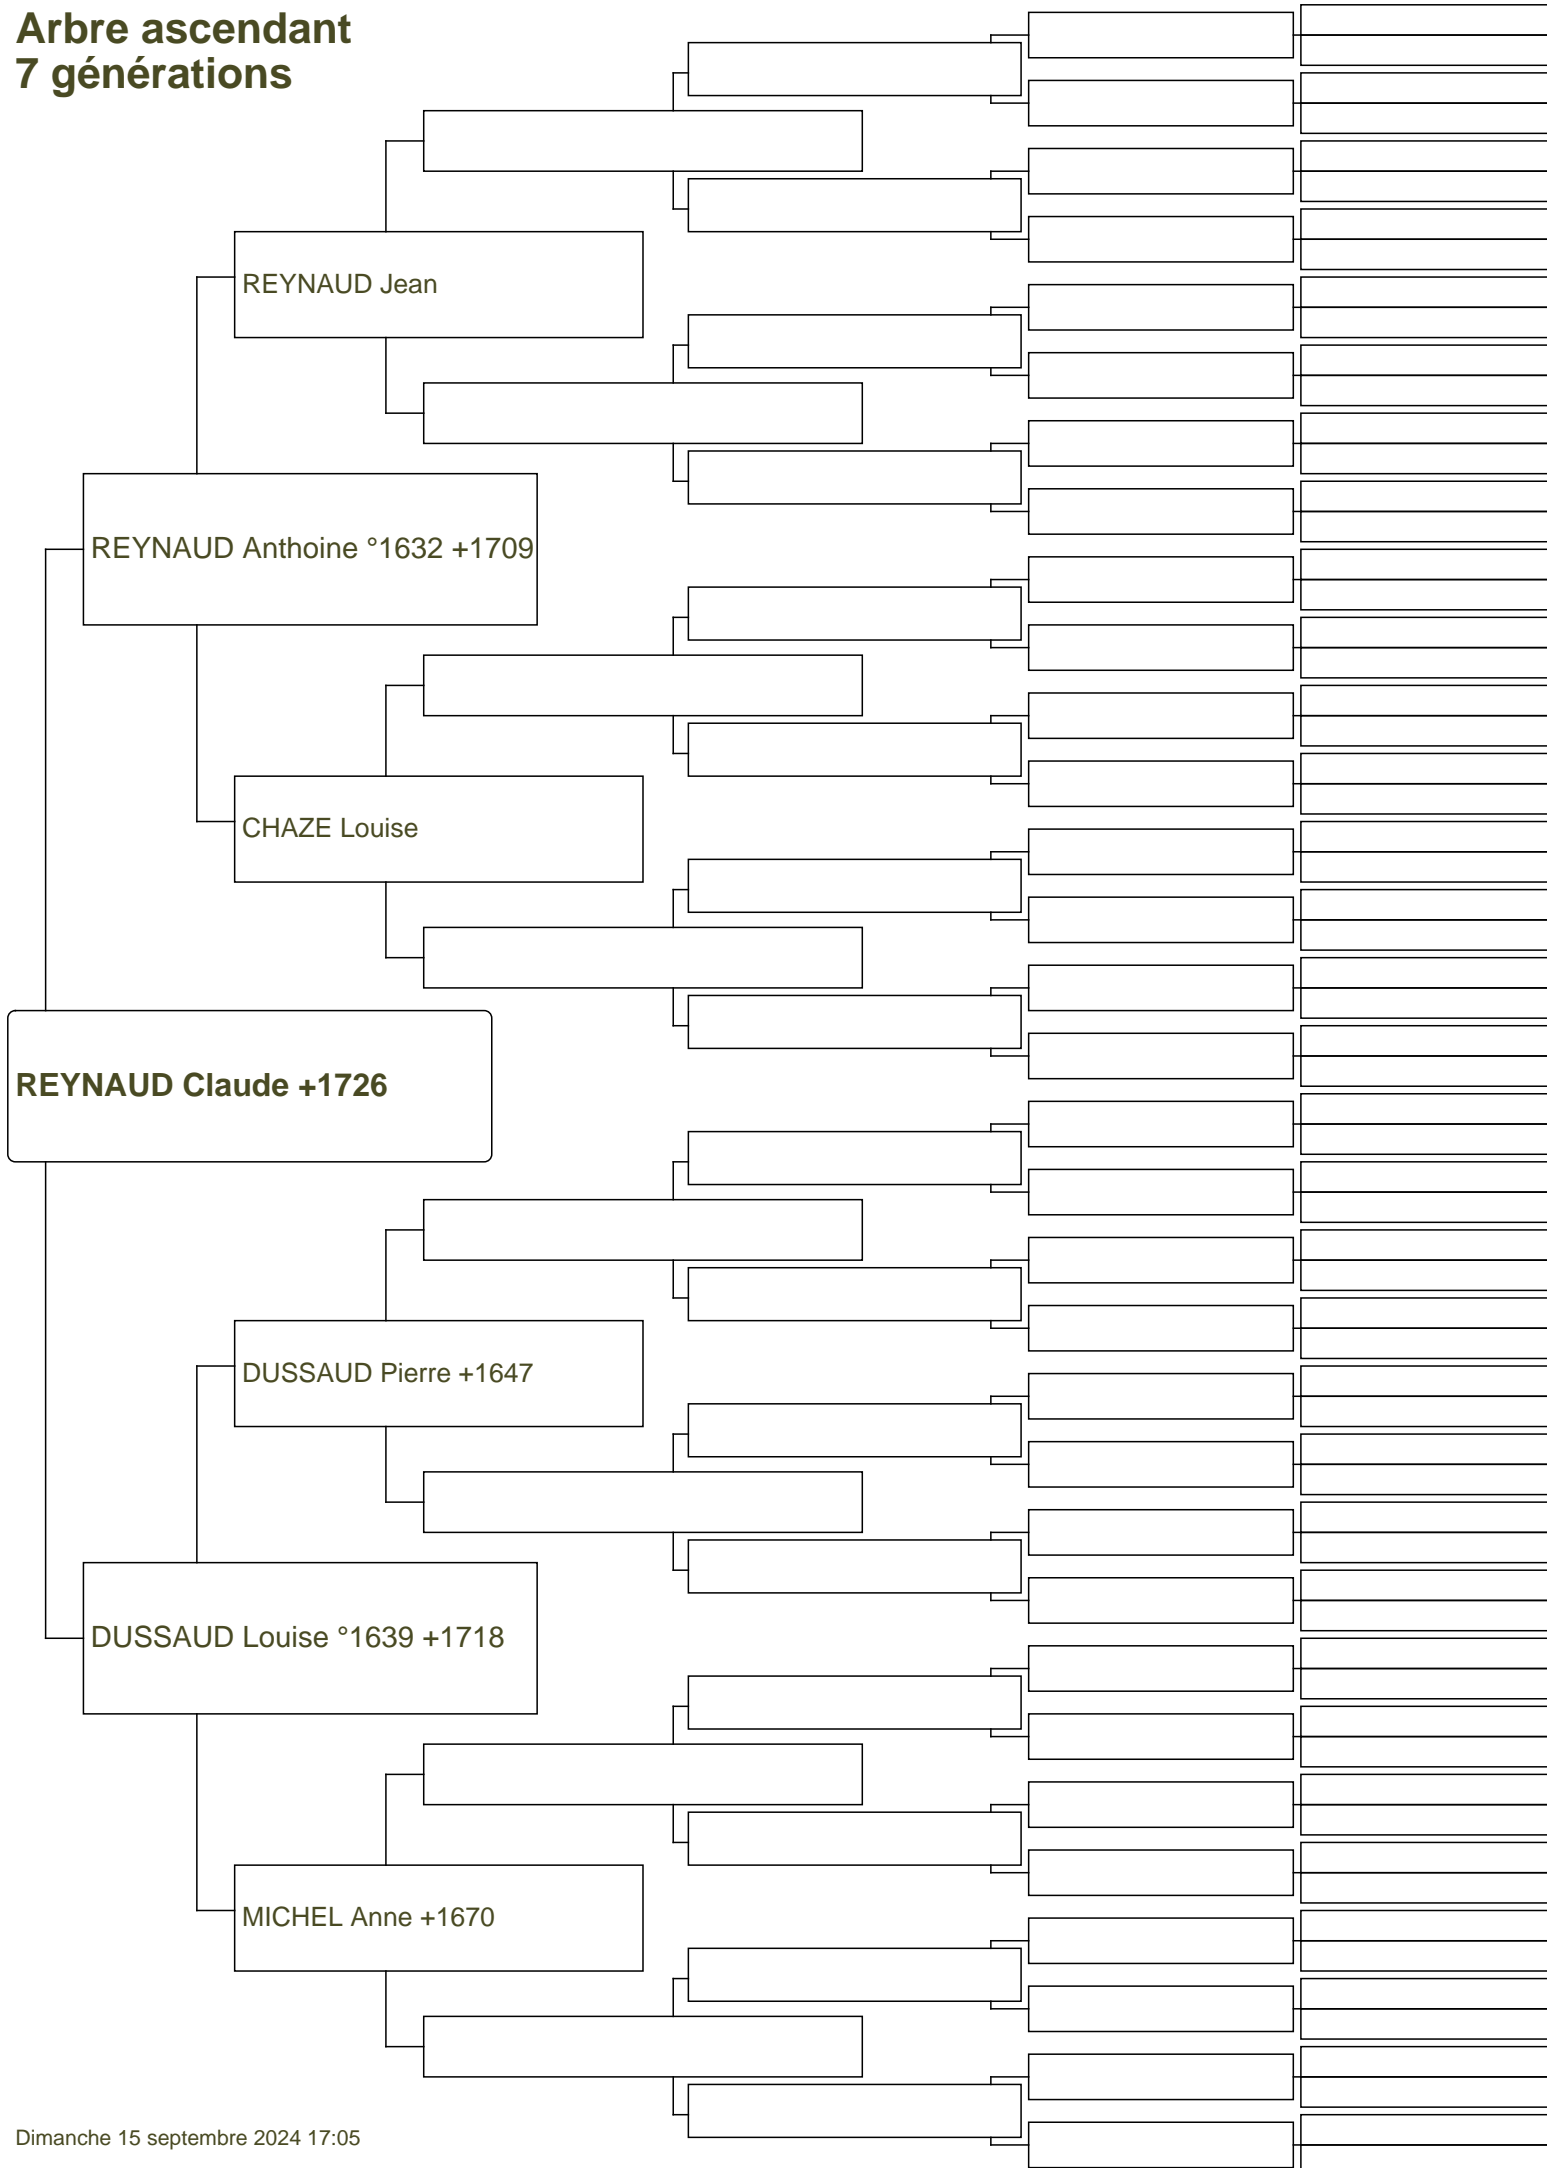 Arbre ascendant
7 générations
REYNAUD Jean
REYNAUD Anthoine °1632 +1709
CHAZE Louise
REYNAUD Claude +1726
DUSSAUD Pierre +1647
DUSSAUD Louise °1639 +1718
MICHEL Anne +1670
Dimanche 15 septembre 2024 17:05